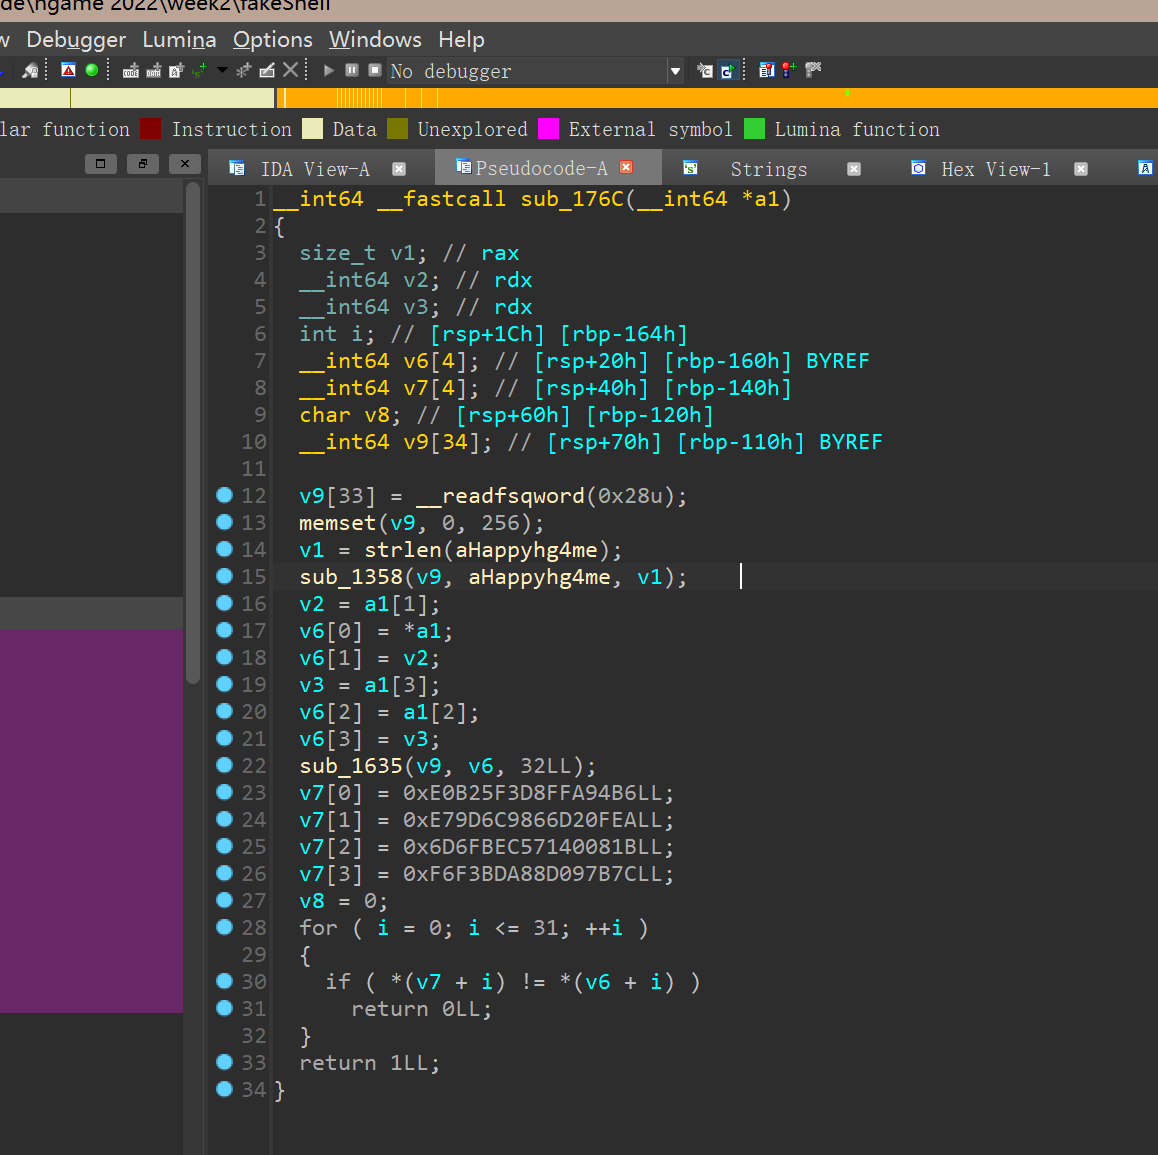 de\hgame 2022\week2\fakeShell
w Debugger Lumina Options Windows Help
No debugger
lar function Instruction Data Unexplored External symbol Lumina function
IDA View-A Pseudocode-A Strings Hex View-1
1 __int64 __fastcall sub_176C(__int64 *a1)
2 {
3 size_t v1; // rax
4 __int64 v2; // rdx
5 __int64 v3; // rdx
6 int i; // [rsp+1Ch] [rbp-164h]
7 __int64 v6[4]; // [rsp+20h] [rbp-160h] BYREF
8 __int64 v7[4]; // [rsp+40h] [rbp-140h]
9 char v8; // [rsp+60h] [rbp-120h]
10 __int64 v9[34]; // [rsp+70h] [rbp-110h] BYREF
11
12 v9[33] = __readfsqword(0x28u);
13 memset(v9, 0, 256);
14 v1 = strlen(aHappyhg4me);
15 sub_1358(v9, aHappyhg4me, v1);
16 v2 = a1[1];
17 v6[0] = *a1;
18 v6[1] = v2;
19 v3 = a1[3];
20 v6[2] = a1[2];
21 v6[3] = v3;
22 sub_1635(v9, v6, 32LL);
23 v7[0] = 0xE0B25F3D8FFA94B6LL;
24 v7[1] = 0xE79D6C9866D20FEALL;
25 v7[2] = 0x6D6FBEC57140081BLL;
26 v7[3] = 0xF6F3BDA88D097B7CLL;
27 v8 = 0;
28 for ( i = 0; i <= 31; ++i )
29 {
30 if ( *(v7 + i) != *(v6 + i) )
31 return 0LL;
32 }
33 return 1LL;
34 }